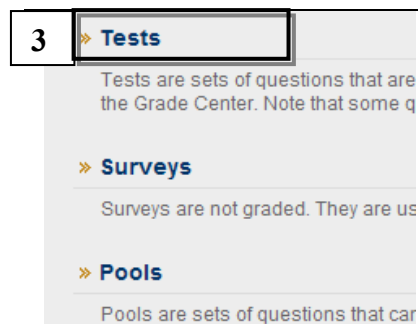 3 » Tests
Tests are sets of questions that are
the Grade Center. Note that some q
» Surveys
Surveys are not graded. They are us
» Pools
Pools are sets of questions that can